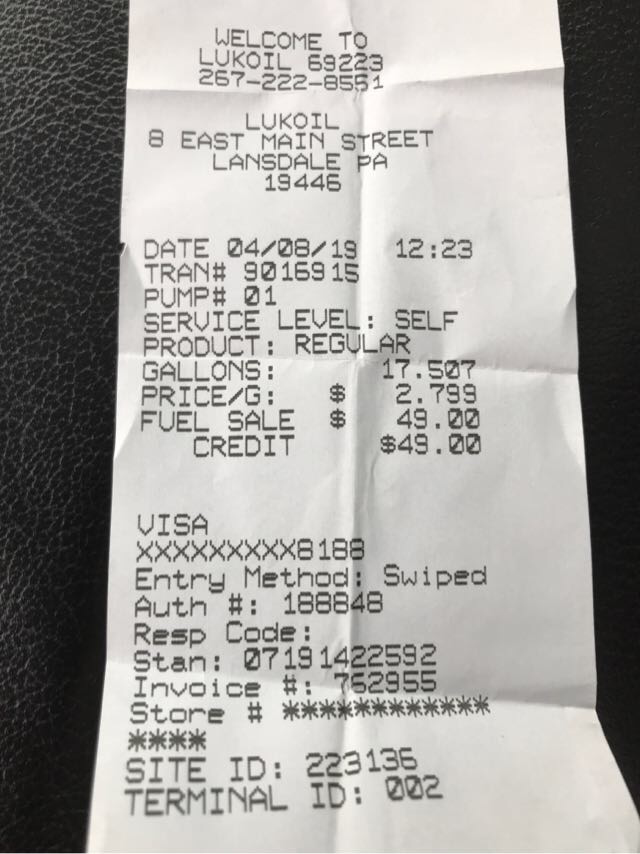 WELCOME TO
LUKOIL 69223
267-222-8551
LUKOIL
8 EAST MAIN STREET
LANSDALE PA
19446
DATE 04/08/19 12:23
TRAN# 9016915
PUMP# 01
SERVICE LEVEL: SELF
PRODUCT: REGULAR
GALLONS: 17.507
PRICE/G: $ 2.799
FUEL SALE $ 49.00
CREDIT $49.00
VISA
XXXXXXXXX8188
Entry Method: Swiped
Auth #: 188848
Resp Code:
Stan: 07191422592
Invoice #: 762955
Store # ************
****
SITE ID: 223136
TERMINAL ID: 002